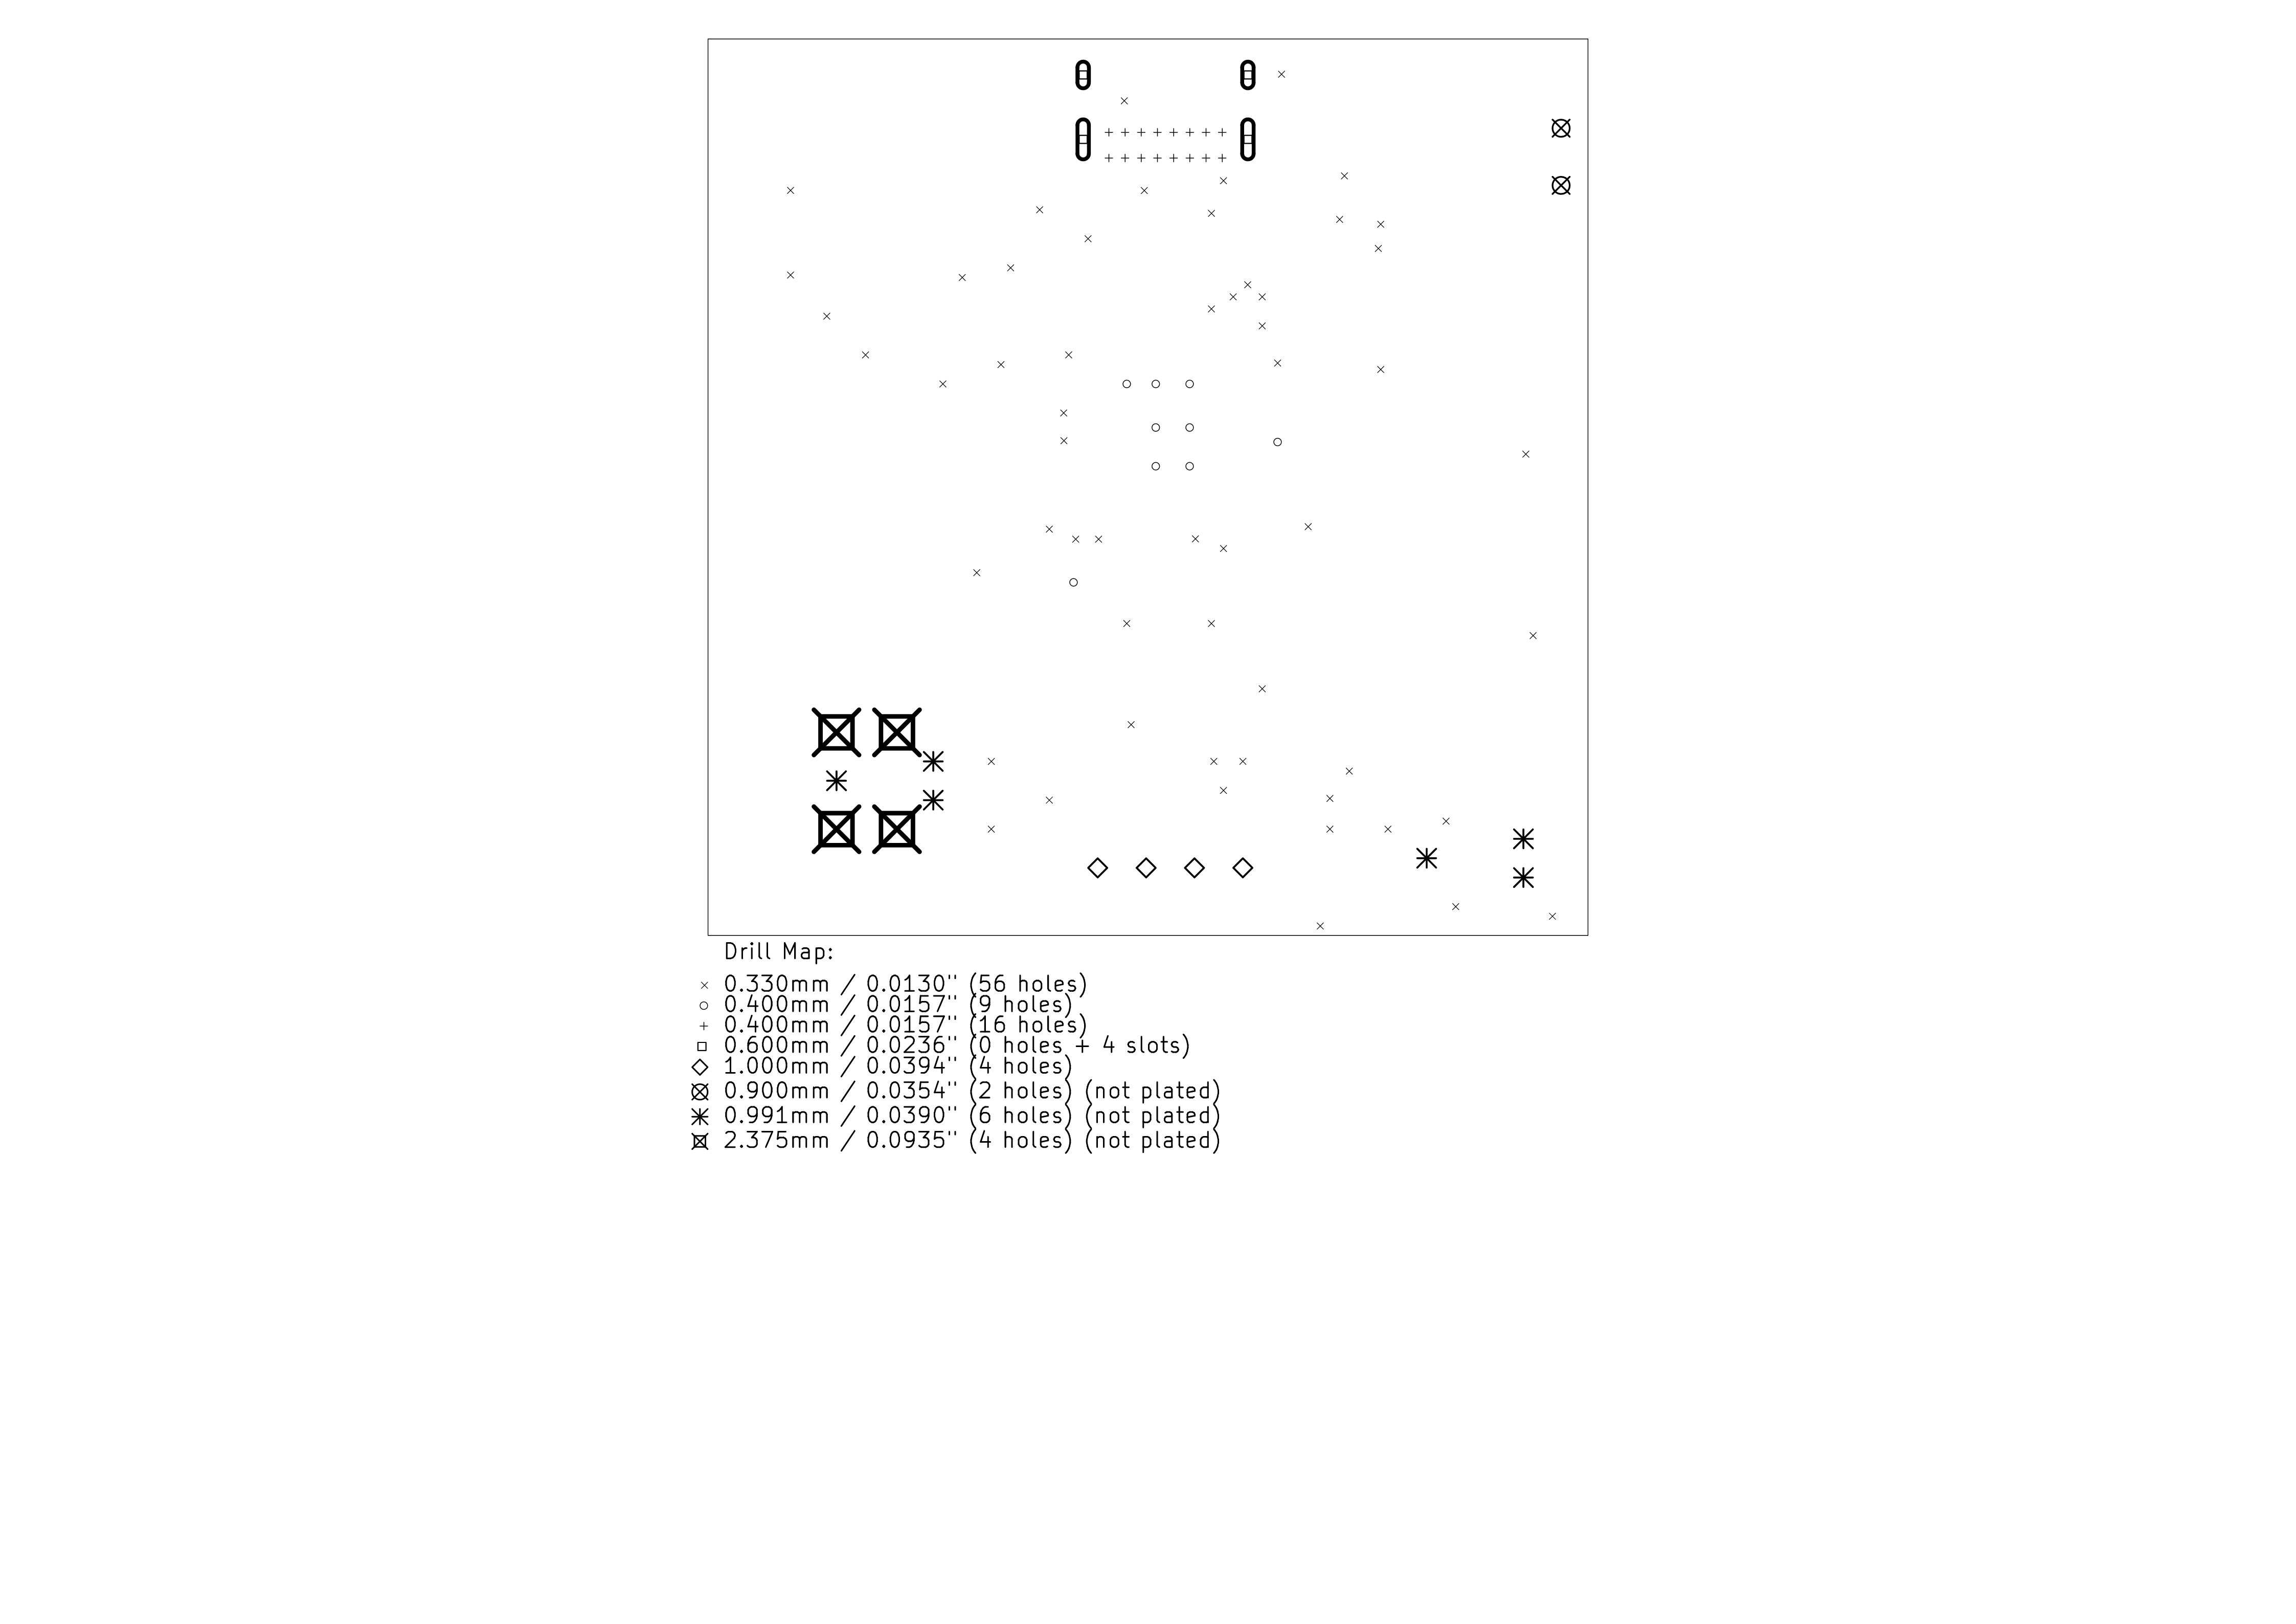 Drill Map:
0.330mm / 0.0130" (56 holes)
0.400mm / 0.0157" (9 holes)
0.400mm / 0.0157" (16 holes)
0.600mm / 0.0236" (0 holes + 4 slots)
1.000mm / 0.0394" (4 holes)
0.900mm / 0.0354" (2 holes) (not plated)
0.991mm / 0.0390" (6 holes) (not plated)
2.375mm / 0.0935" (4 holes) (not plated)